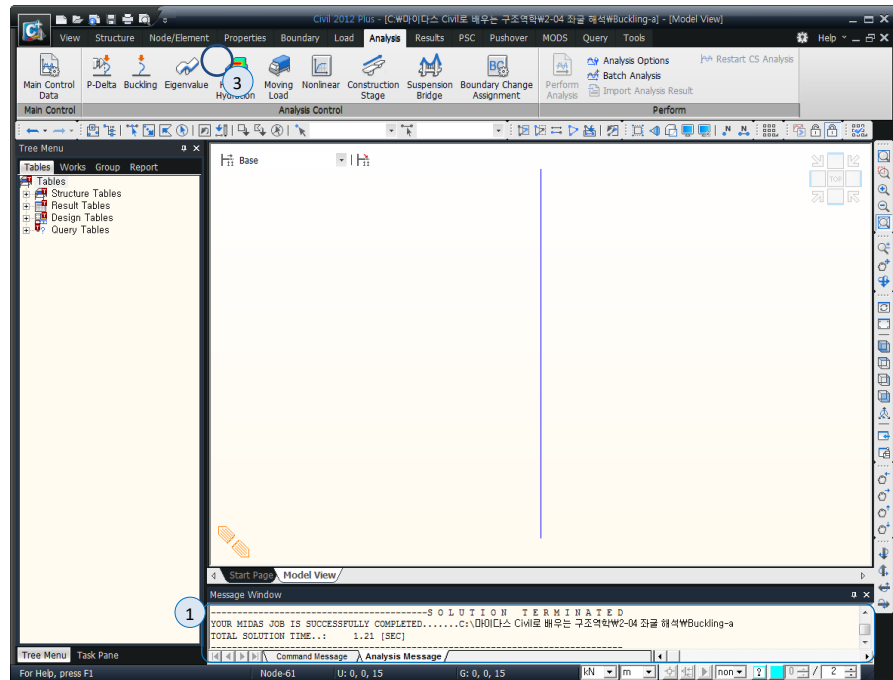 Civil 2012 Plus - [C:₩마이다스 Civil로 배우는 구조역학₩2-04 좌굴 해석₩Buckling-a] - [Model View]
View Structure Node/Element Properties Boundary Load Analysis Results PSC Pushover MODS Query Tools Help
Main Control Data
P-Delta
Buckling
Eigenvalue
3
Moving Load
Nonlinear
Construction Stage
Suspension Bridge
Boundary Change Assignment
Perform Analysis
Analysis Options
Batch Analysis
Import Analysis Result
Restart CS Analysis
Main Control
Analysis Control
Perform
Tree Menu
Tables Works Group Report
Tables
Structure Tables
Result Tables
Design Tables
Query Tables
Base
TOP
Start Page Model View
Message Window
1
SOLUTION TERMINATED
YOUR MIDAS JOB IS SUCCESSFULLY COMPLETED.......C:\마이다스 Civil로 배우는 구조역학₩2-04 좌굴 해석₩Buckling-a
TOTAL SOLUTION TIME..: 1.21 [SEC]
Command Message Analysis Message
Tree Menu Task Pane
For Help, press F1 Node-61 U: 0, 0, 15 G: 0, 0, 15 kN m non ? 0 / 2